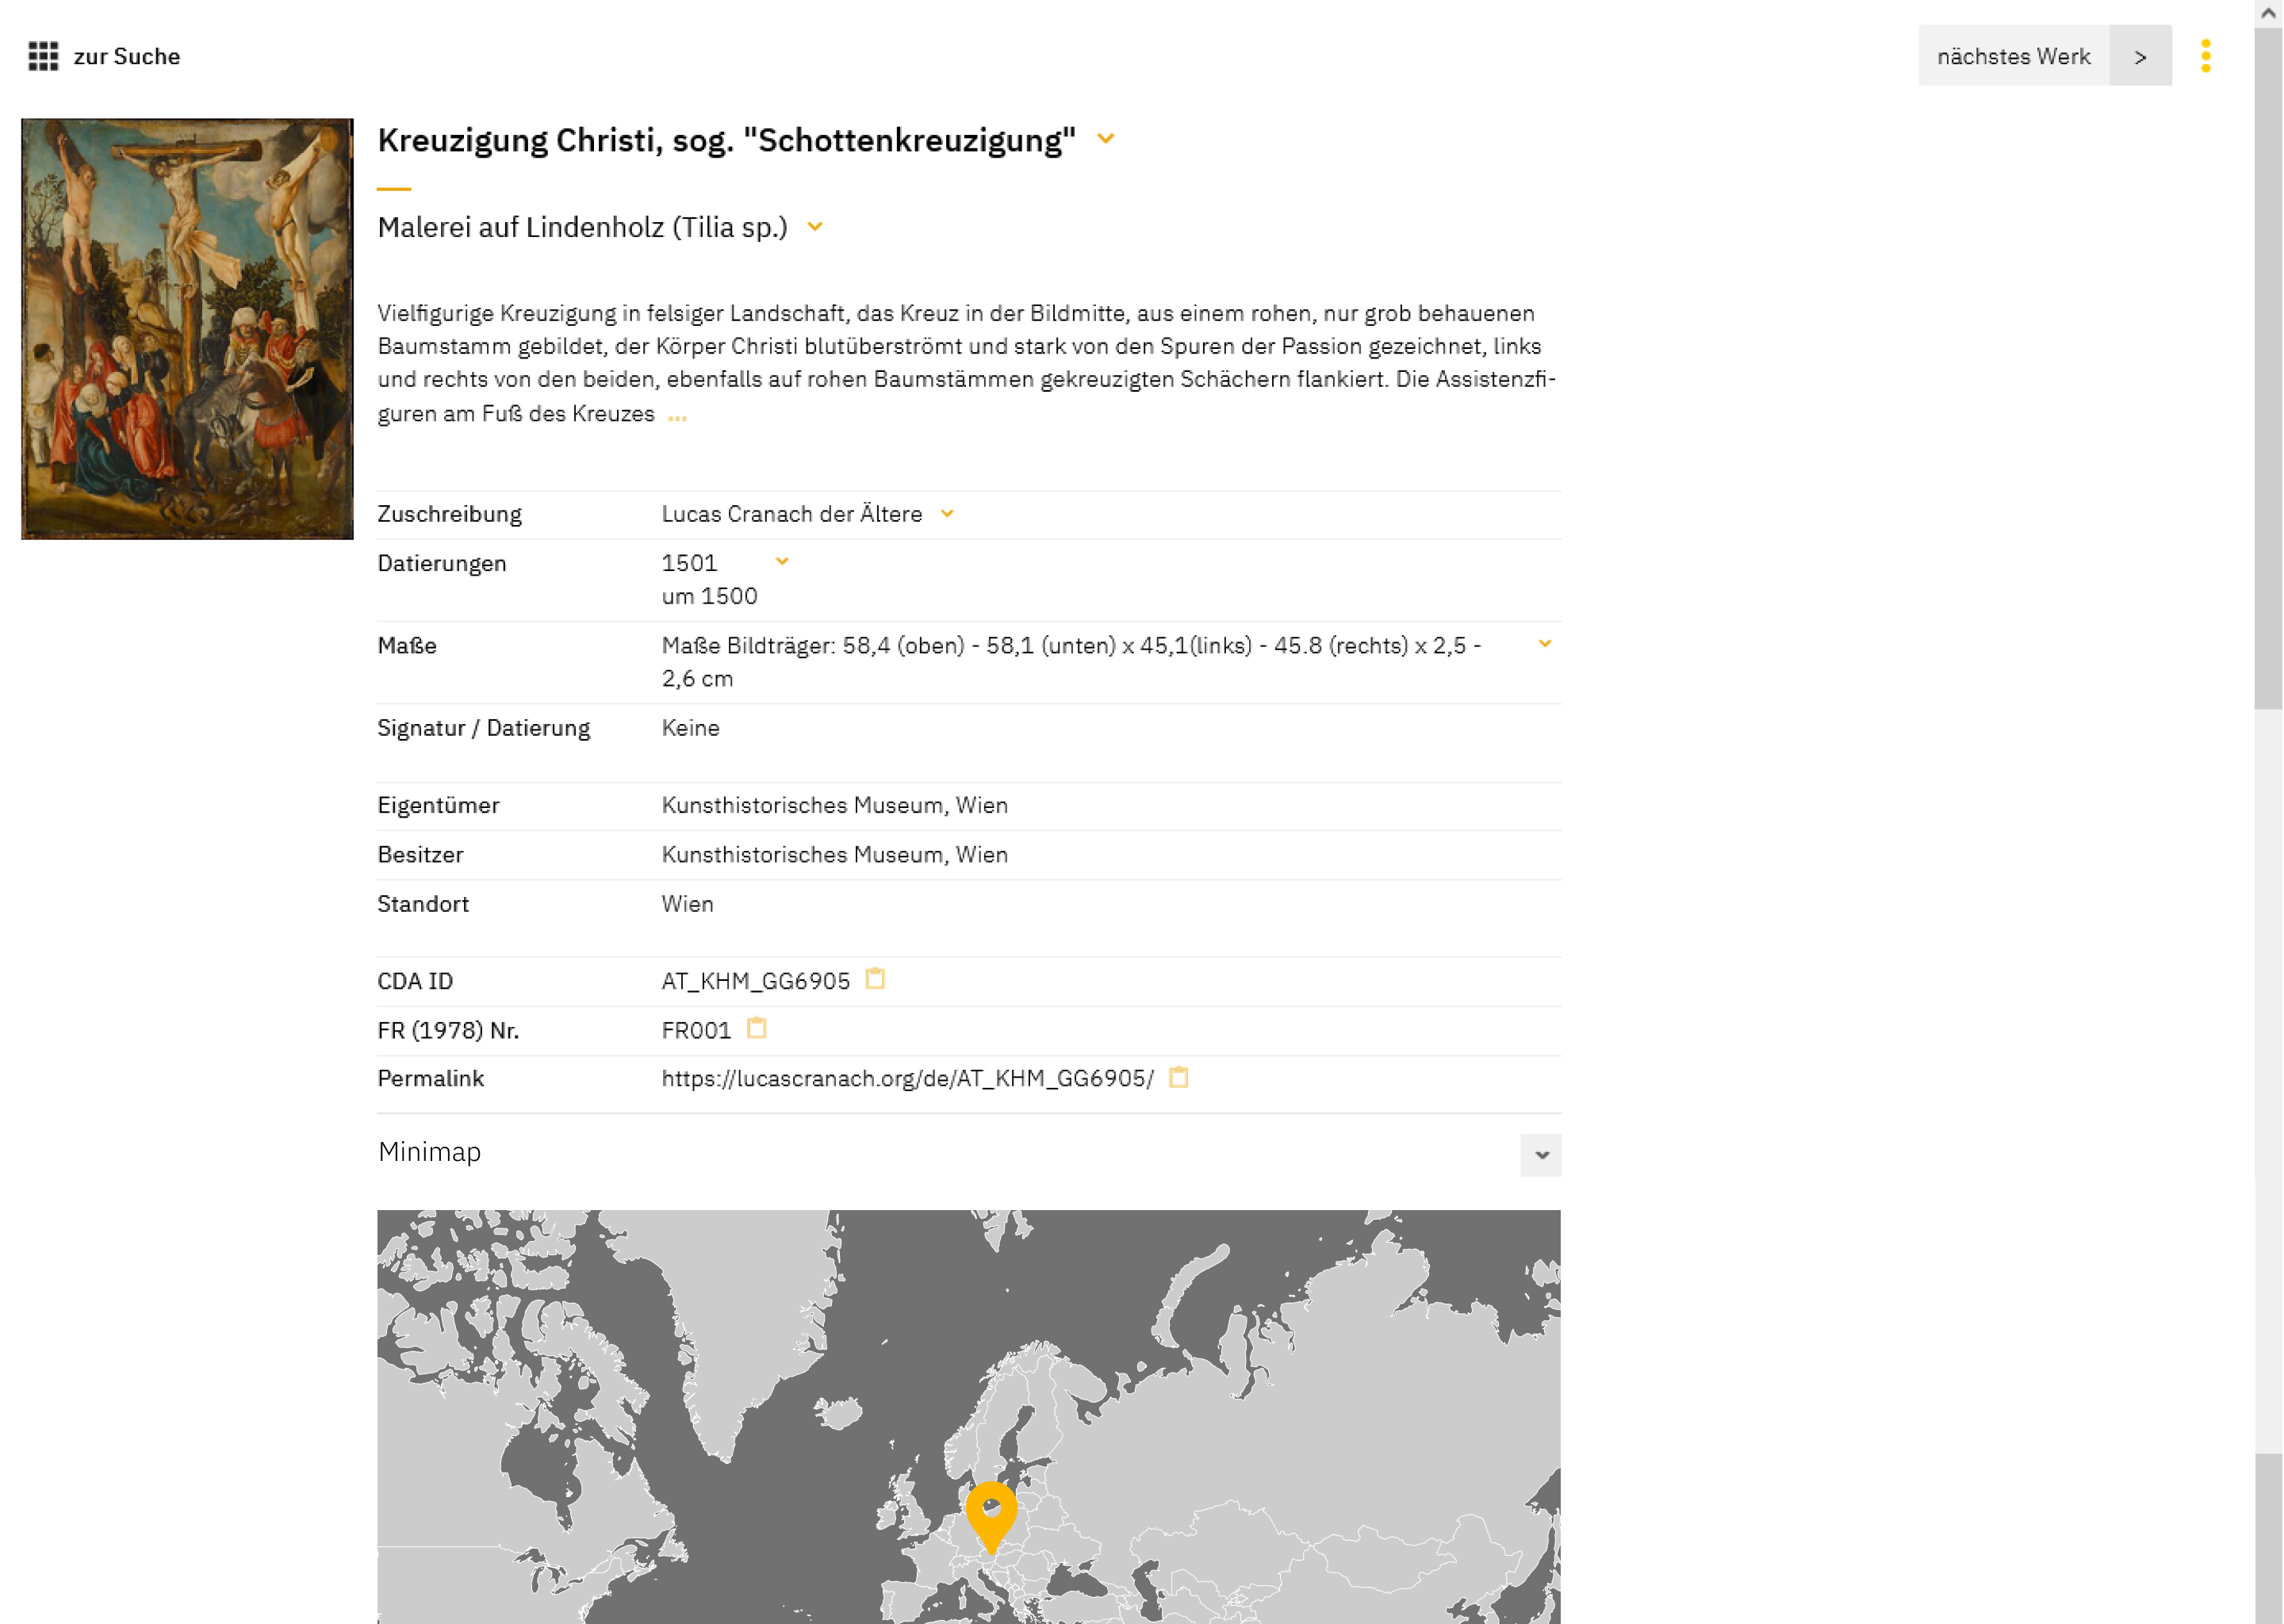 zur Suche
nächstes Werk >
Kreuzigung Christi, sog. "Schottenkreuzigung"
Malerei auf Lindenholz (Tilia sp.)
Vielfigurige Kreuzigung in felsiger Landschaft, das Kreuz in der Bildmitte, aus einem rohen, nur grob behauenen
Baumstamm gebildet, der Körper Christi blutüberströmt und stark von den Spuren der Passion gezeichnet, links
und rechts von den beiden, ebenfalls auf rohen Baumstämmen gekreuzigten Schächern flankiert. Die Assistenzfi-
guren am Fuß des Kreuzes ...
Zuschreibung Lucas Cranach der Ältere
Datierungen 1501
um 1500
Maße Maße Bildträger: 58,4 (oben) - 58,1 (unten) x 45,1(links) - 45.8 (rechts) x 2,5 -
2,6 cm
Signatur / Datierung Keine
Eigentümer Kunsthistorisches Museum, Wien
Besitzer Kunsthistorisches Museum, Wien
Standort Wien
CDA ID AT_KHM_GG6905
FR (1978) Nr. FR001
Permalink https://lucascranach.org/de/AT_KHM_GG6905/
Minimap